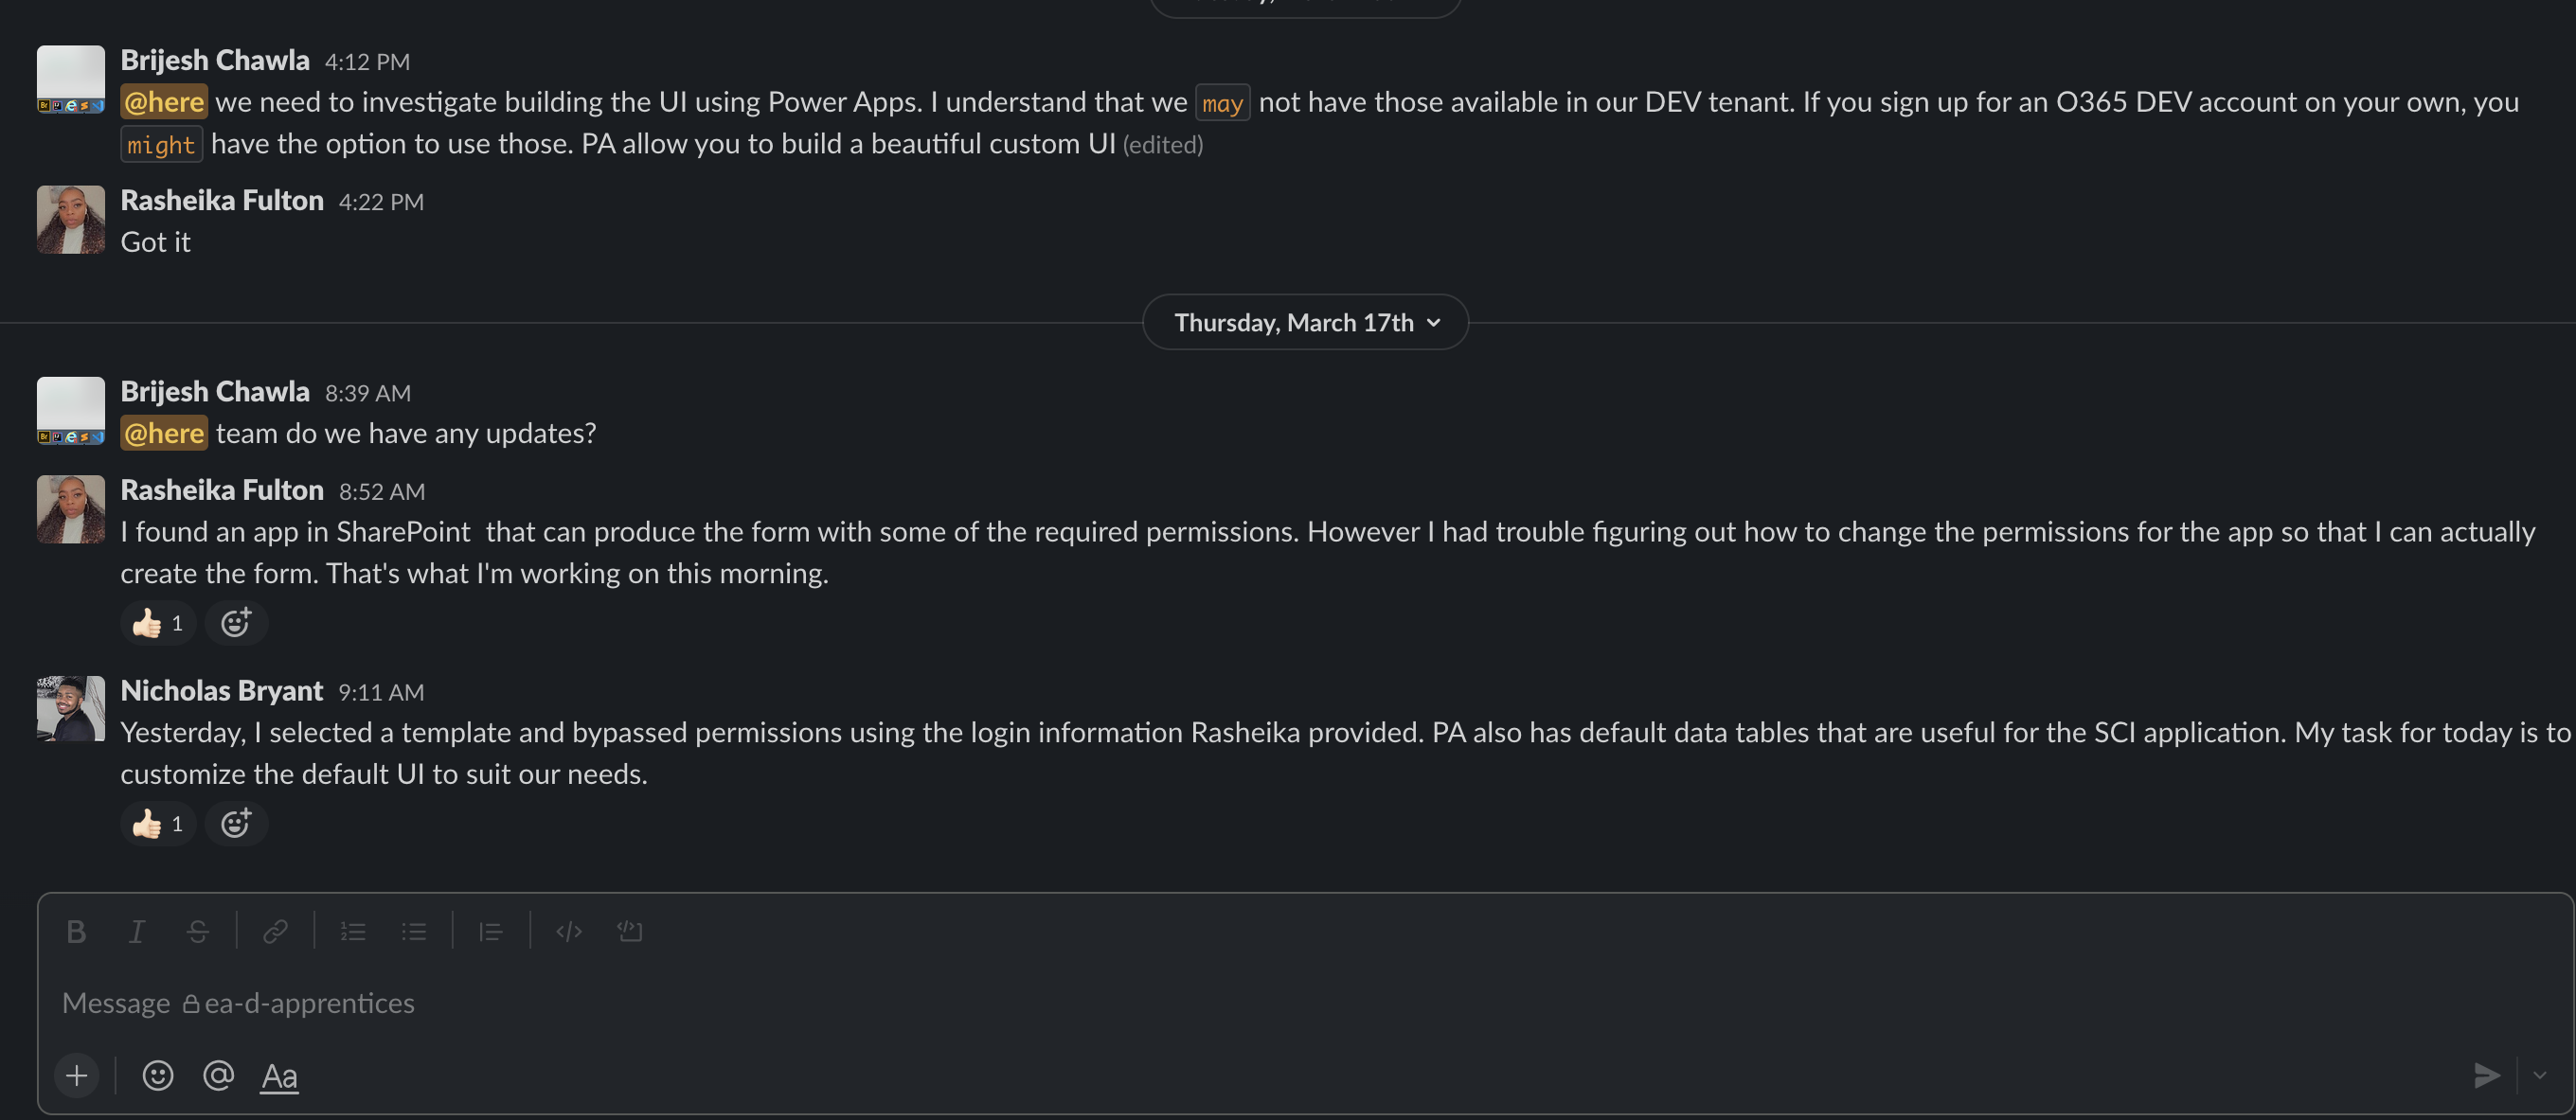 Brijesh Chawla 4:12 PM
@here we need to investigate building the UI using Power Apps. I understand that we may not have those available in our DEV tenant. If you sign up for an O365 DEV account on your own, you
might have the option to use those. PA allow you to build a beautiful custom UI (edited)
Rasheika Fulton 4:22 PM
Got it
Thursday, March 17th
Brijesh Chawla 8:39 AM
@here team do we have any updates?
Rasheika Fulton 8:52 AM
I found an app in SharePoint  that can produce the form with some of the required permissions. However I had trouble figuring out how to change the permissions for the app so that I can actually
create the form. That's what I'm working on this morning.
1
Nicholas Bryant 9:11 AM
Yesterday, I selected a template and bypassed permissions using the login information Rasheika provided. PA also has default data tables that are useful for the SCI application. My task for today is to
customize the default UI to suit our needs.
1
Message ea-d-apprentices
Aa